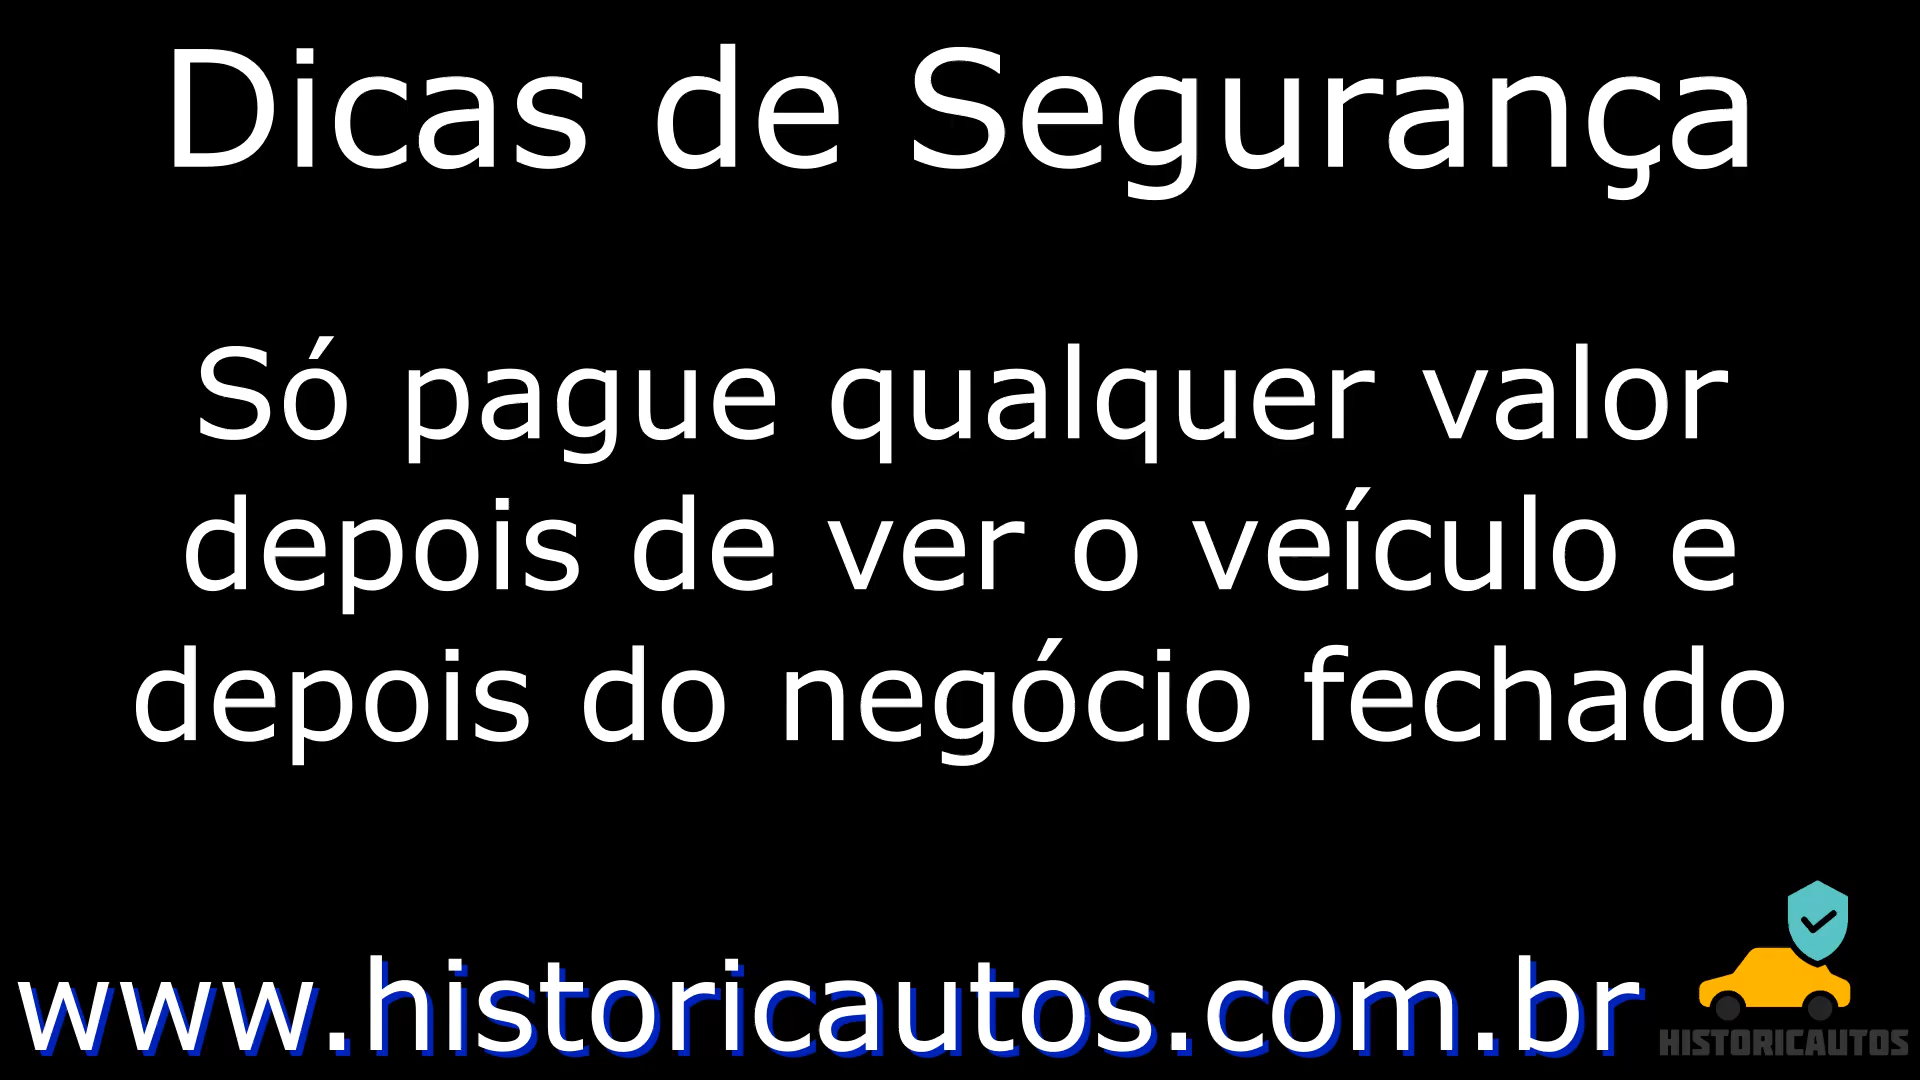 Dicas de Segurança
Só pague qualquer valor
depois de ver o veículo e
depois do negócio fechado
www.historicautos.com.br
HISTORICAUTOS